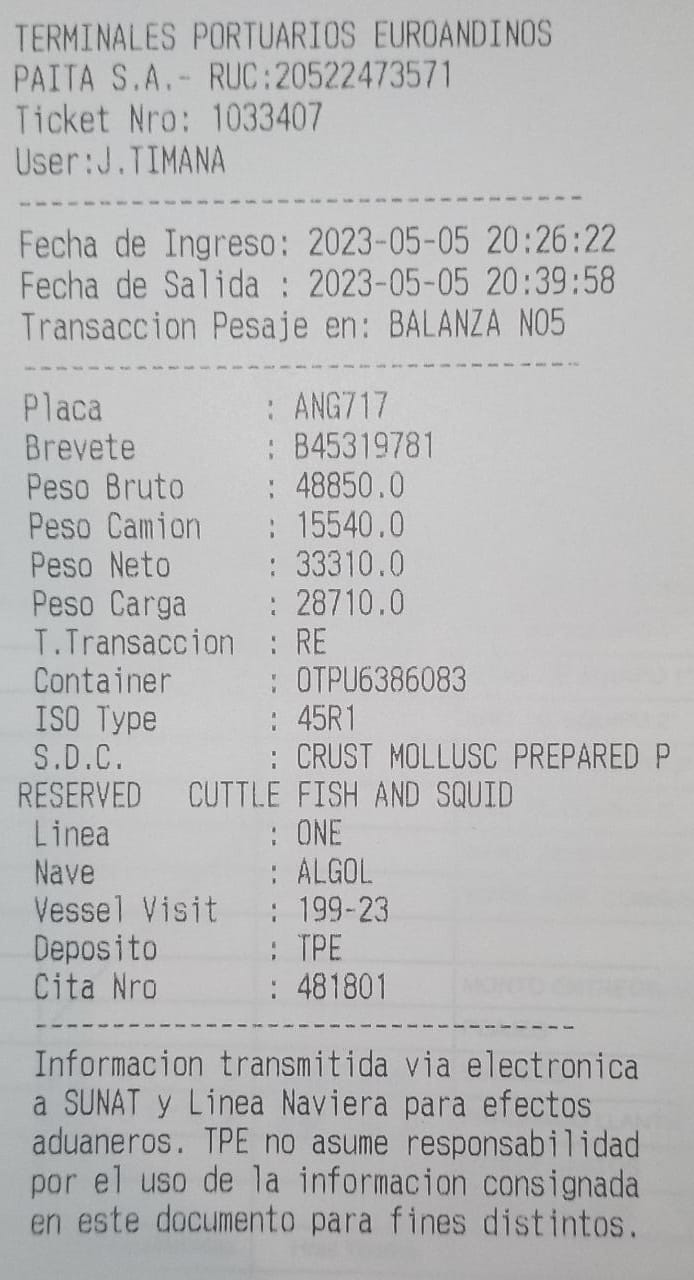 TERMINALES PORTUARIOS EUROANDINOS
PAITA S.A.- RUC:20522473571
Ticket Nro: 1033407
User:J.TIMANA
-----------------------------------
Fecha de Ingreso: 2023-05-05 20:26:22
Fecha de Salida : 2023-05-05 20:39:58
Transaccion Pesaje en: BALANZA NO5
-----------------------------------
Placa : ANG717
Brevete : B45319781
Peso Bruto : 48850.0
Peso Camion : 15540.0
Peso Neto : 33310.0
Peso Carga : 28710.0
T.Transaccion : RE
Container : OTPU6386083
ISO Type : 45R1
S.D.C. : CRUST MOLLUSC PREPARED P
RESERVED CUTTLE FISH AND SQUID
Linea : ONE
Nave : ALGOL
Vessel Visit : 199-23
Deposito : TPE
Cita Nro : 481801
-----------------------------------
Informacion transmitida via electronica
a SUNAT y Linea Naviera para efectos
aduaneros. TPE no asume responsabilidad
por el uso de la informacion consignada
en este documento para fines distintos.